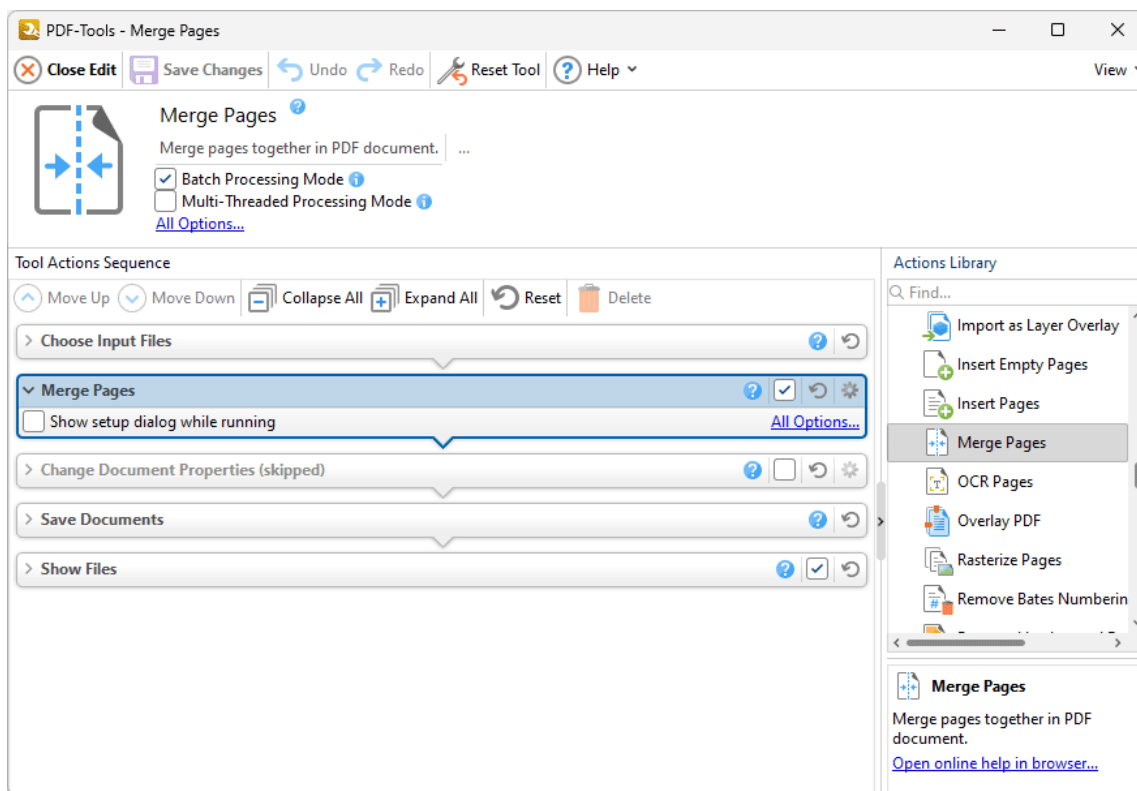 PDF-Tools - Merge Pages
Close Edit Save Changes Undo Redo Reset Tool Help View
Merge Pages
Merge pages together in PDF document. ...
Batch Processing Mode
Multi-Threaded Processing Mode
All Options...
Tool Actions Sequence
Move Up Move Down Collapse All Expand All Reset Delete
Choose Input Files
Merge Pages
Show setup dialog while running All Options...
Change Document Properties (skipped)
Save Documents
Show Files
Actions Library
Find...
Import as Layer Overlay
Insert Empty Pages
Insert Pages
Merge Pages
OCR Pages
Overlay PDF
Rasterize Pages
Remove Bates Numberin
Merge Pages
Merge pages together in PDF
document.
Open online help in browser...